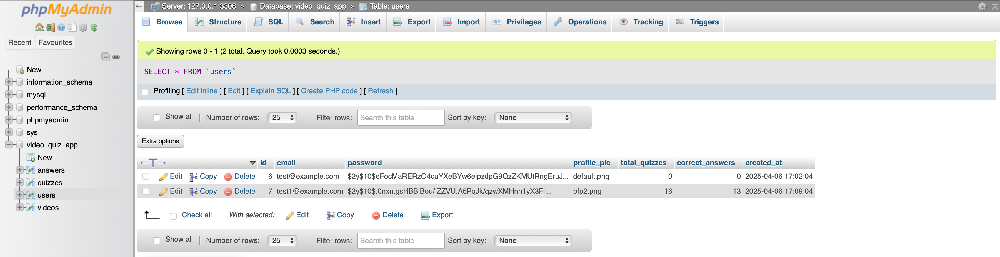 phpMyAdmin
Recent Favourites
New
information_schema
mysql
performance_schema
phpmyadmin
sys
video_quiz_app
New
answers
quizzes
users
videos
Server: 127.0.0.1:3306 » Database: video_quiz_app » Table: users
Browse Structure SQL Search Insert Export Import Privileges Operations Tracking Triggers
Showing rows 0 - 1 (2 total, Query took 0.0003 seconds.)
SELECT * FROM `users`
Profiling [ Edit inline ] [ Edit ] [ Explain SQL ] [ Create PHP code ] [ Refresh ]
Show all | Number of rows: 25 Filter rows: Search this table Sort by key: None
Extra options
←T→ id email password profile_pic total_quizzes correct_answers created_at
Edit Copy Delete 6 test@example.com $2y$10$eFocMaRERzO4cuYXeBYw6eipzdpG9QzZKMUtRngEruJ... default.png 0 0 2025-04-06 17:02:04
Edit Copy Delete 7 test1@example.com $2y$10$.0nxn.gsHBBlBou/IZZVU.A5PqJk/qzwXMHnh1yX3Fj... pfp2.png 16 13 2025-04-06 17:09:04
Check all With selected: Edit Copy Delete Export
Show all | Number of rows: 25 Filter rows: Search this table Sort by key: None